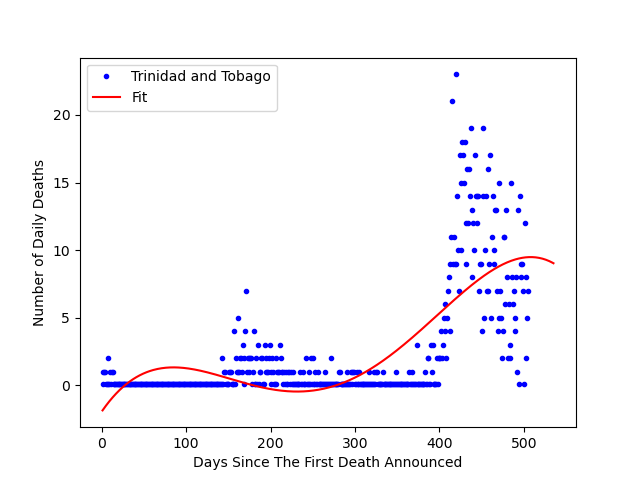 Trinidad and Tobago
Fit
Number of Daily Deaths
20
15
10
5
0
0 100 200 300 400 500
Days Since The First Death Announced